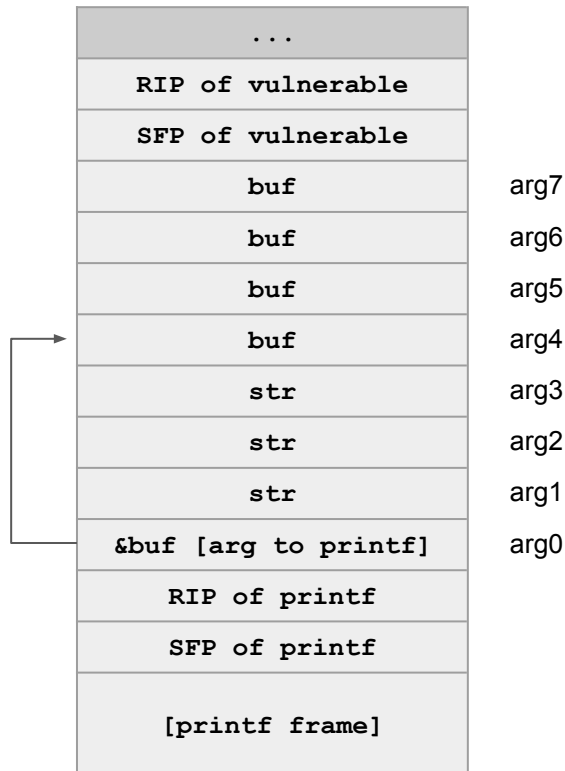 ...
RIP of vulnerable
SFP of vulnerable
buf arg7
buf arg6
buf arg5
buf arg4
str arg3
str arg2
str arg1
&buf [arg to printf] arg0
RIP of printf
SFP of printf
[printf frame]